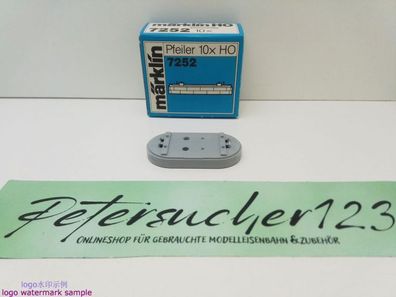 märklin
Pfeiler 10x HO
7252
märklin HO
7252 10x
Petersucher123
ONLINESHOP FÜR GEBRAUCHTE MODELLEISENBAHN & ZUBEHÖR
logo水印示例
logo watermark sample